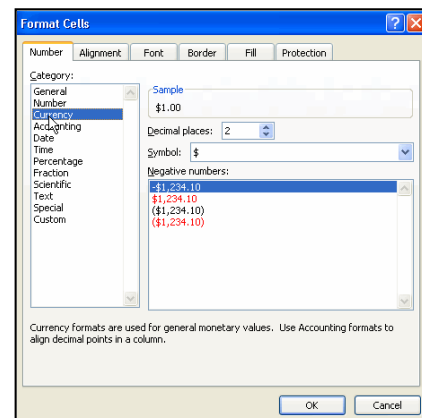 Format Cells
Number Alignment Font Border Fill Protection
Category:
General
Number
Currency
Accounting
Date
Time
Percentage
Fraction
Scientific
Text
Special
Custom
Sample
$1.00
Decimal places: 2
Symbol: $
Negative numbers:
-$1,234.10
$1,234.10
($1,234.10)
($1,234.10)
Currency formats are used for general monetary values. Use Accounting formats to
align decimal points in a column.
OK Cancel